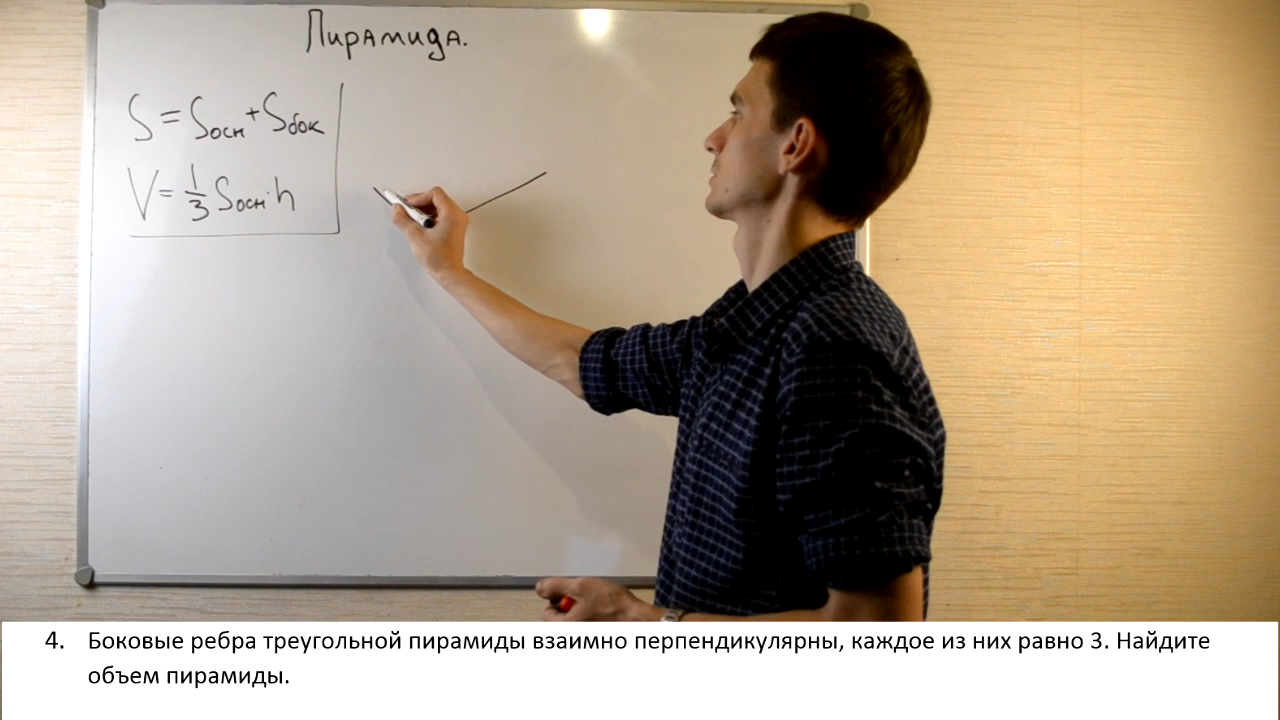 Пирамида.
S = Sосн + Sбок
V = 1/3 Sосн · h
4. Боковые ребра треугольной пирамиды взаимно перпендикулярны, каждое из них равно 3. Найдите
объем пирамиды.